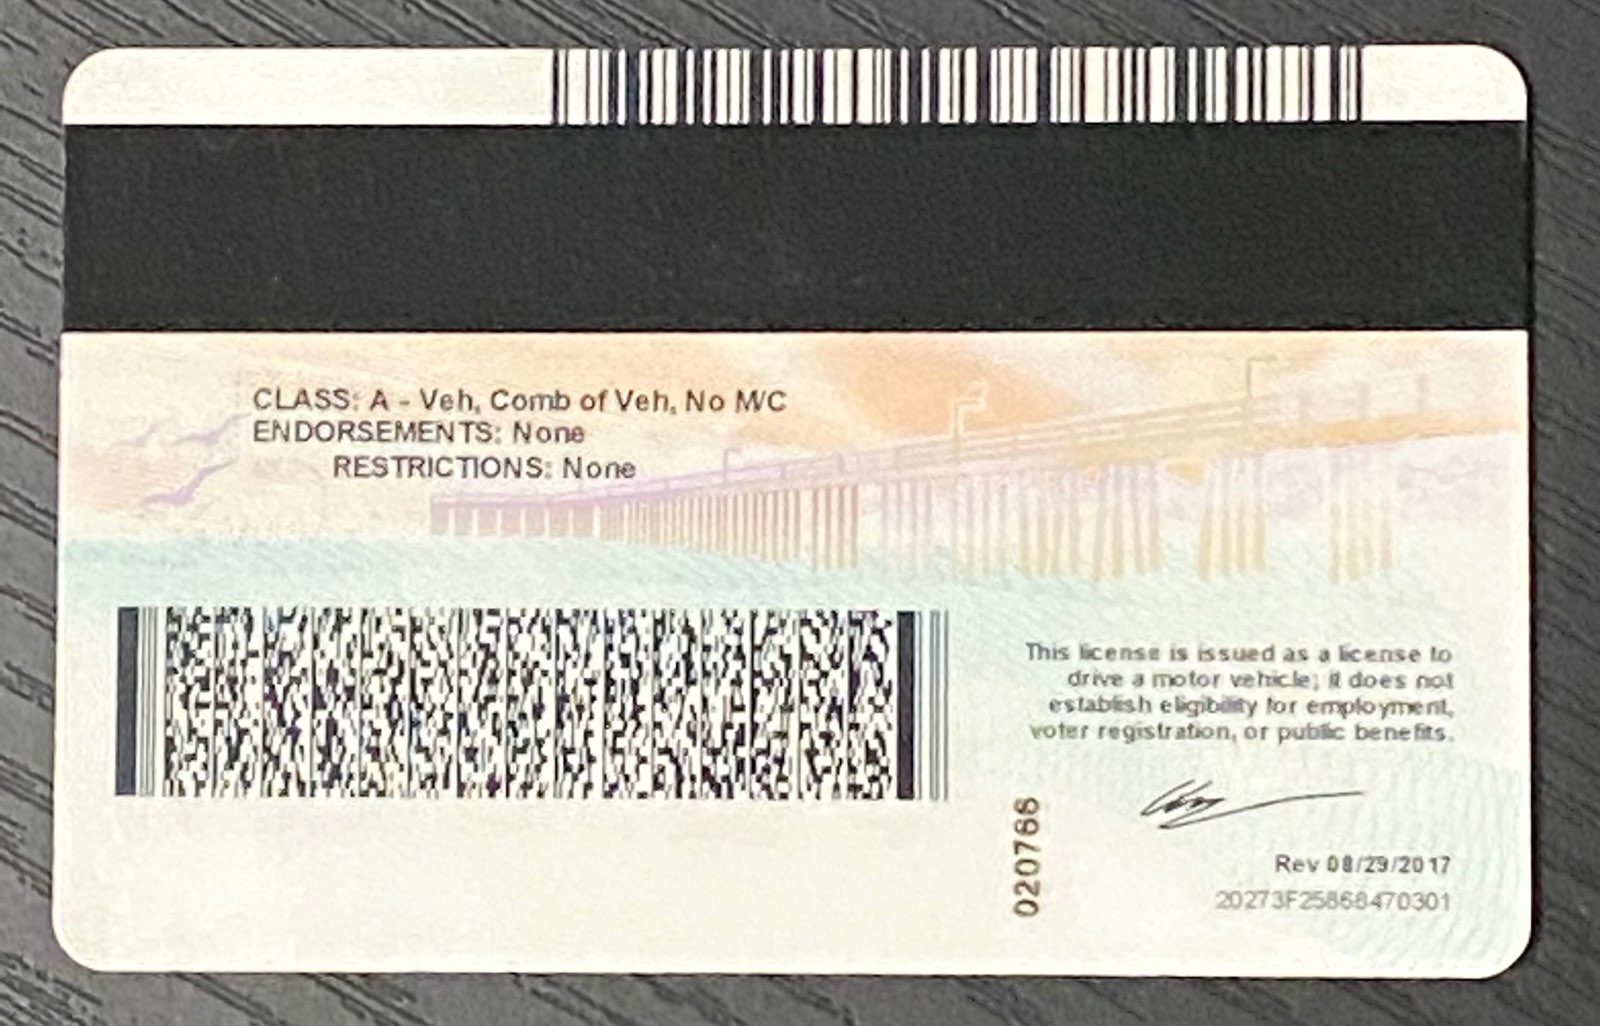 CLASS: A - Veh, Comb of Veh, No M/C
ENDORSEMENTS: None
RESTRICTIONS: None
This license is issued as a license to
drive a motor vehicle; it does not
establish eligibility for employment,
voter registration, or public benefits.
020766
Rev 08/29/2017
20273F25868470301